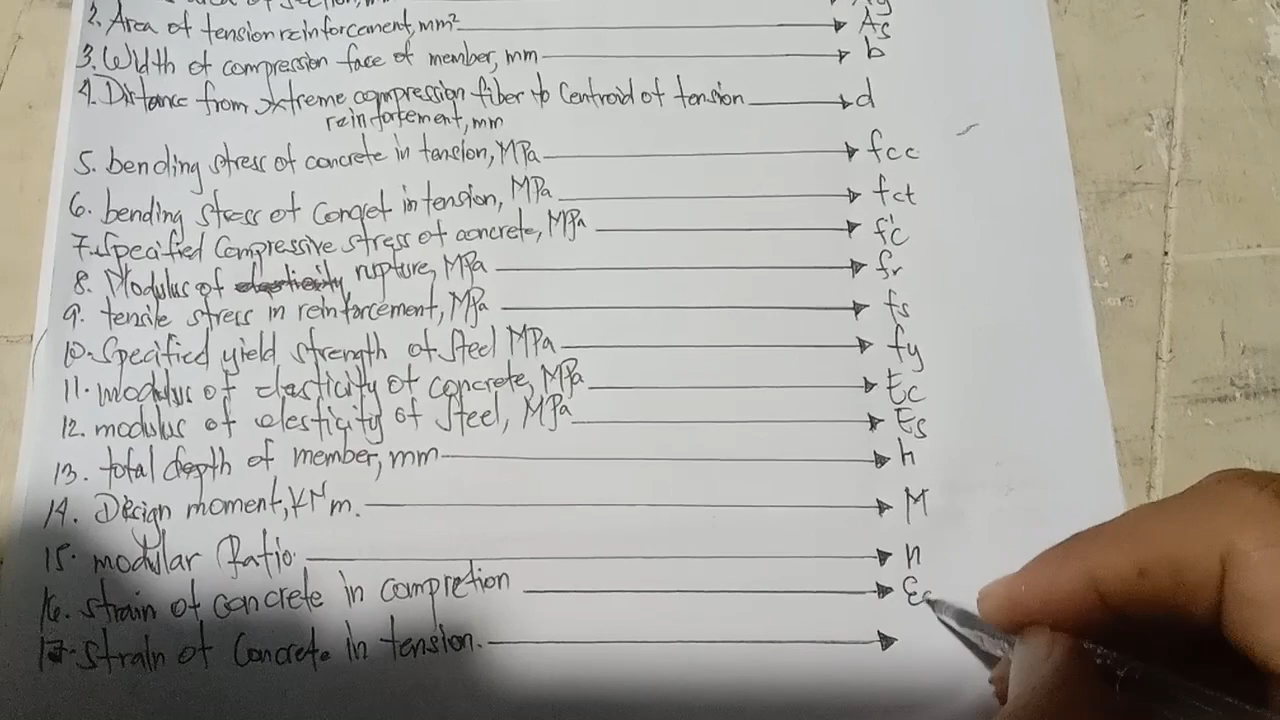 2. Area of tension reinforcement, mm² As
3. Width of compression face of member, mm b
4. Distance from extreme compression fiber to Centroid of tension d
reinforcement, mm
5. bending stress of concrete in tension, MPa fcc
6. bending stress of Concret in tension, MPa fct
7. Specified Compressive stress of concrete, MPa fc'
8. Modulus of rupture, MPa fr
9. tensile stress in reinforcement, MPa fs
10. Specified yield strength of Steel MPa fy
11. modulus of elasticity of concrete, MPa Ec
12. modulus of elesticity of Steel, MPa Es
13. total depth of member, mm h
14. Design moment, kN m. M
15. modular Ratio n
16. strain of concrete in compretion Ec
17. Strain of Concrete in tension.